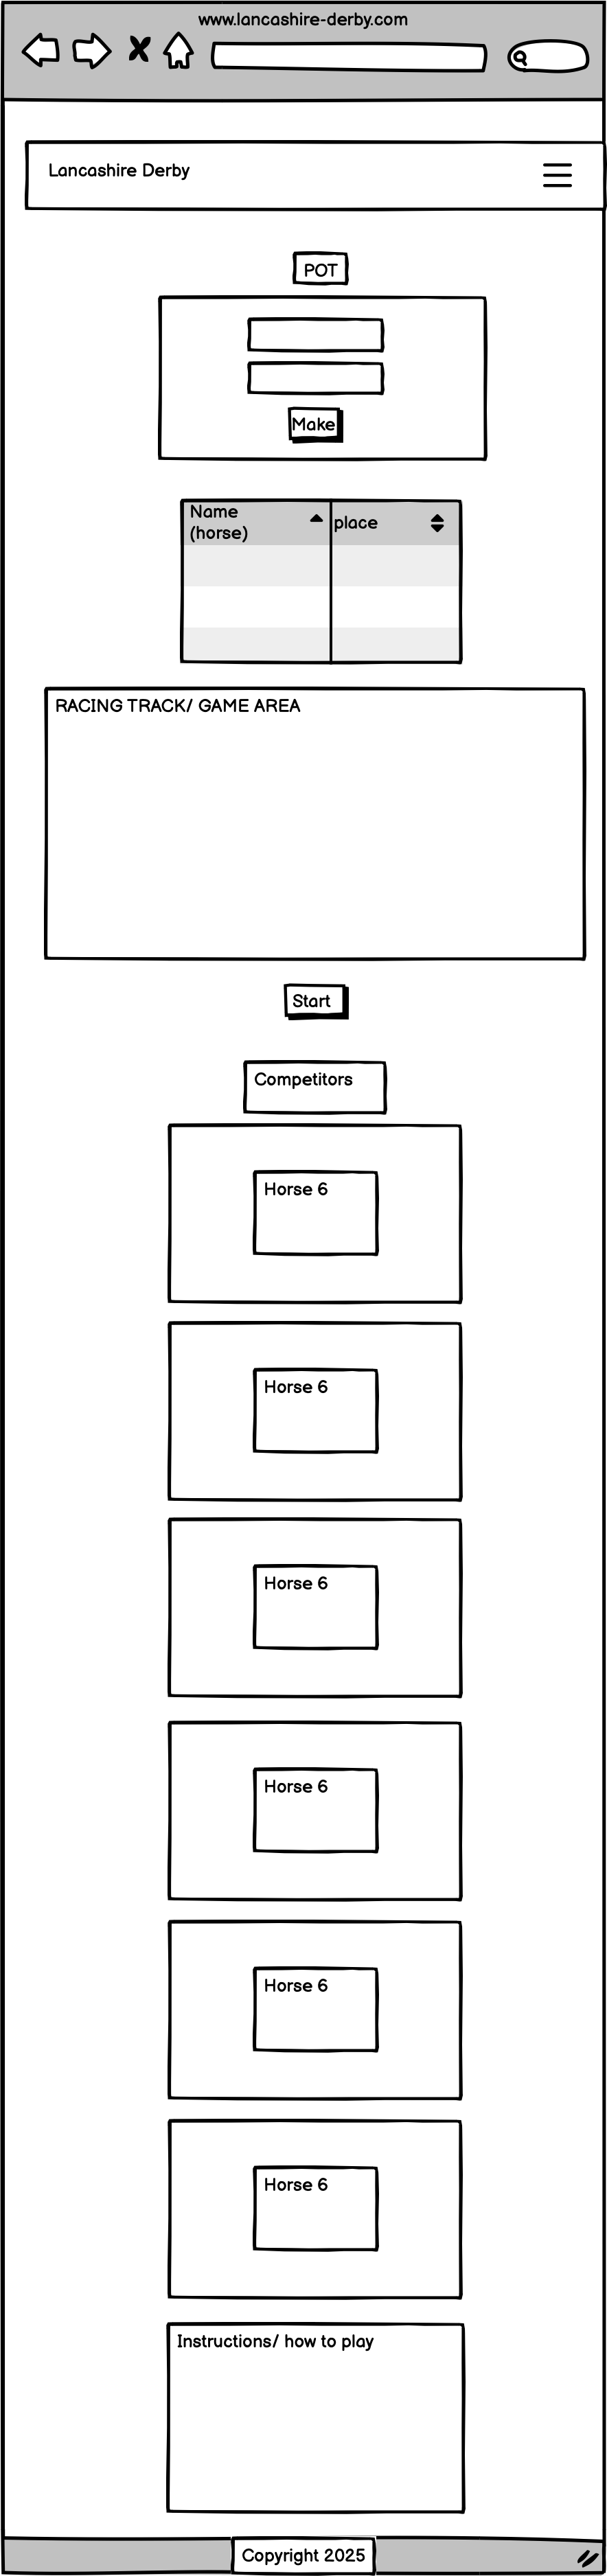 www.lancashire-derby.com
Lancashire Derby
POT
Make
Name
(horse)
place
RACING TRACK/ GAME AREA
Start
Competitors
Horse 6
Horse 6
Horse 6
Horse 6
Horse 6
Horse 6
Instructions/ how to play
Copyright 2025